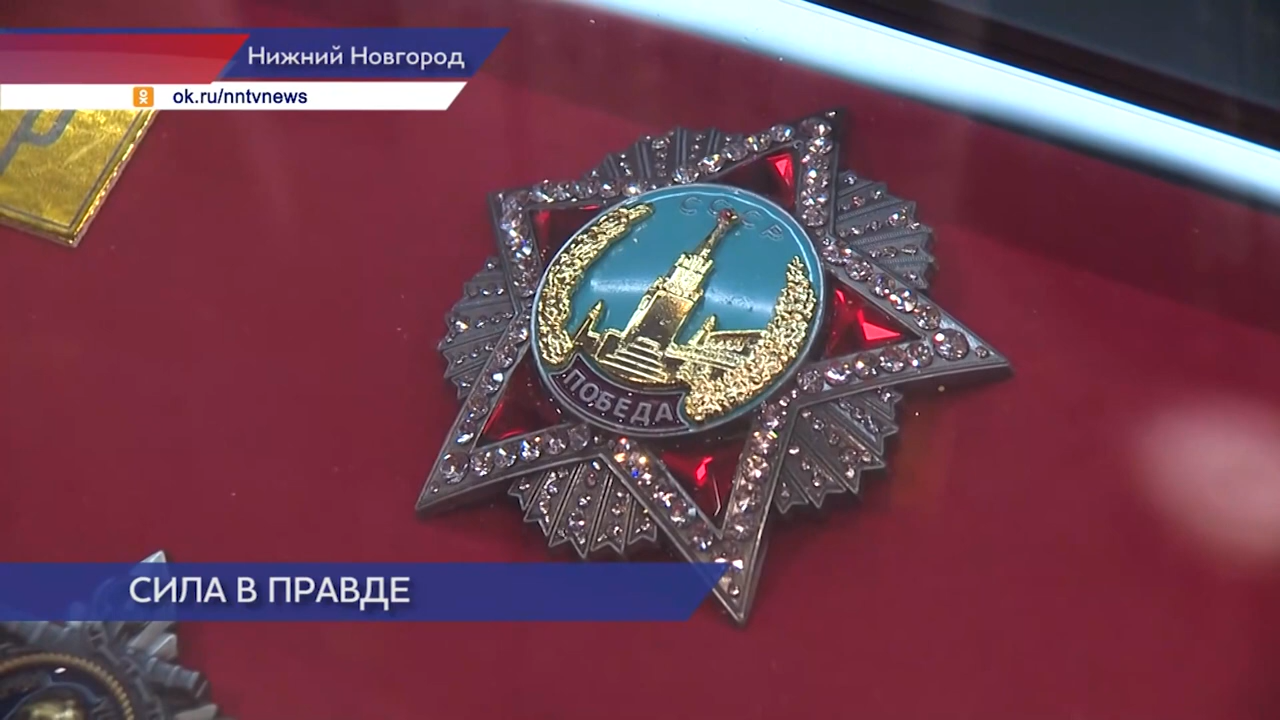 Нижний Новгород
ok.ru/nntvnews
СССР
ПОБЕДА
СИЛА В ПРАВДЕ